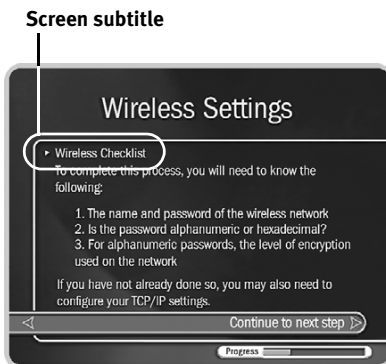 Screen subtitle
Wireless Settings
Wireless Checklist
To complete this process, you will need to know the
following:
1. The name and password of the wireless network
2. Is the password alphanumeric or hexadecimal?
3. For alphanumeric passwords, the level of encryption
used on the network
If you have not already done so, you may also need to
configure your TCP/IP settings.
Continue to next step
Progress